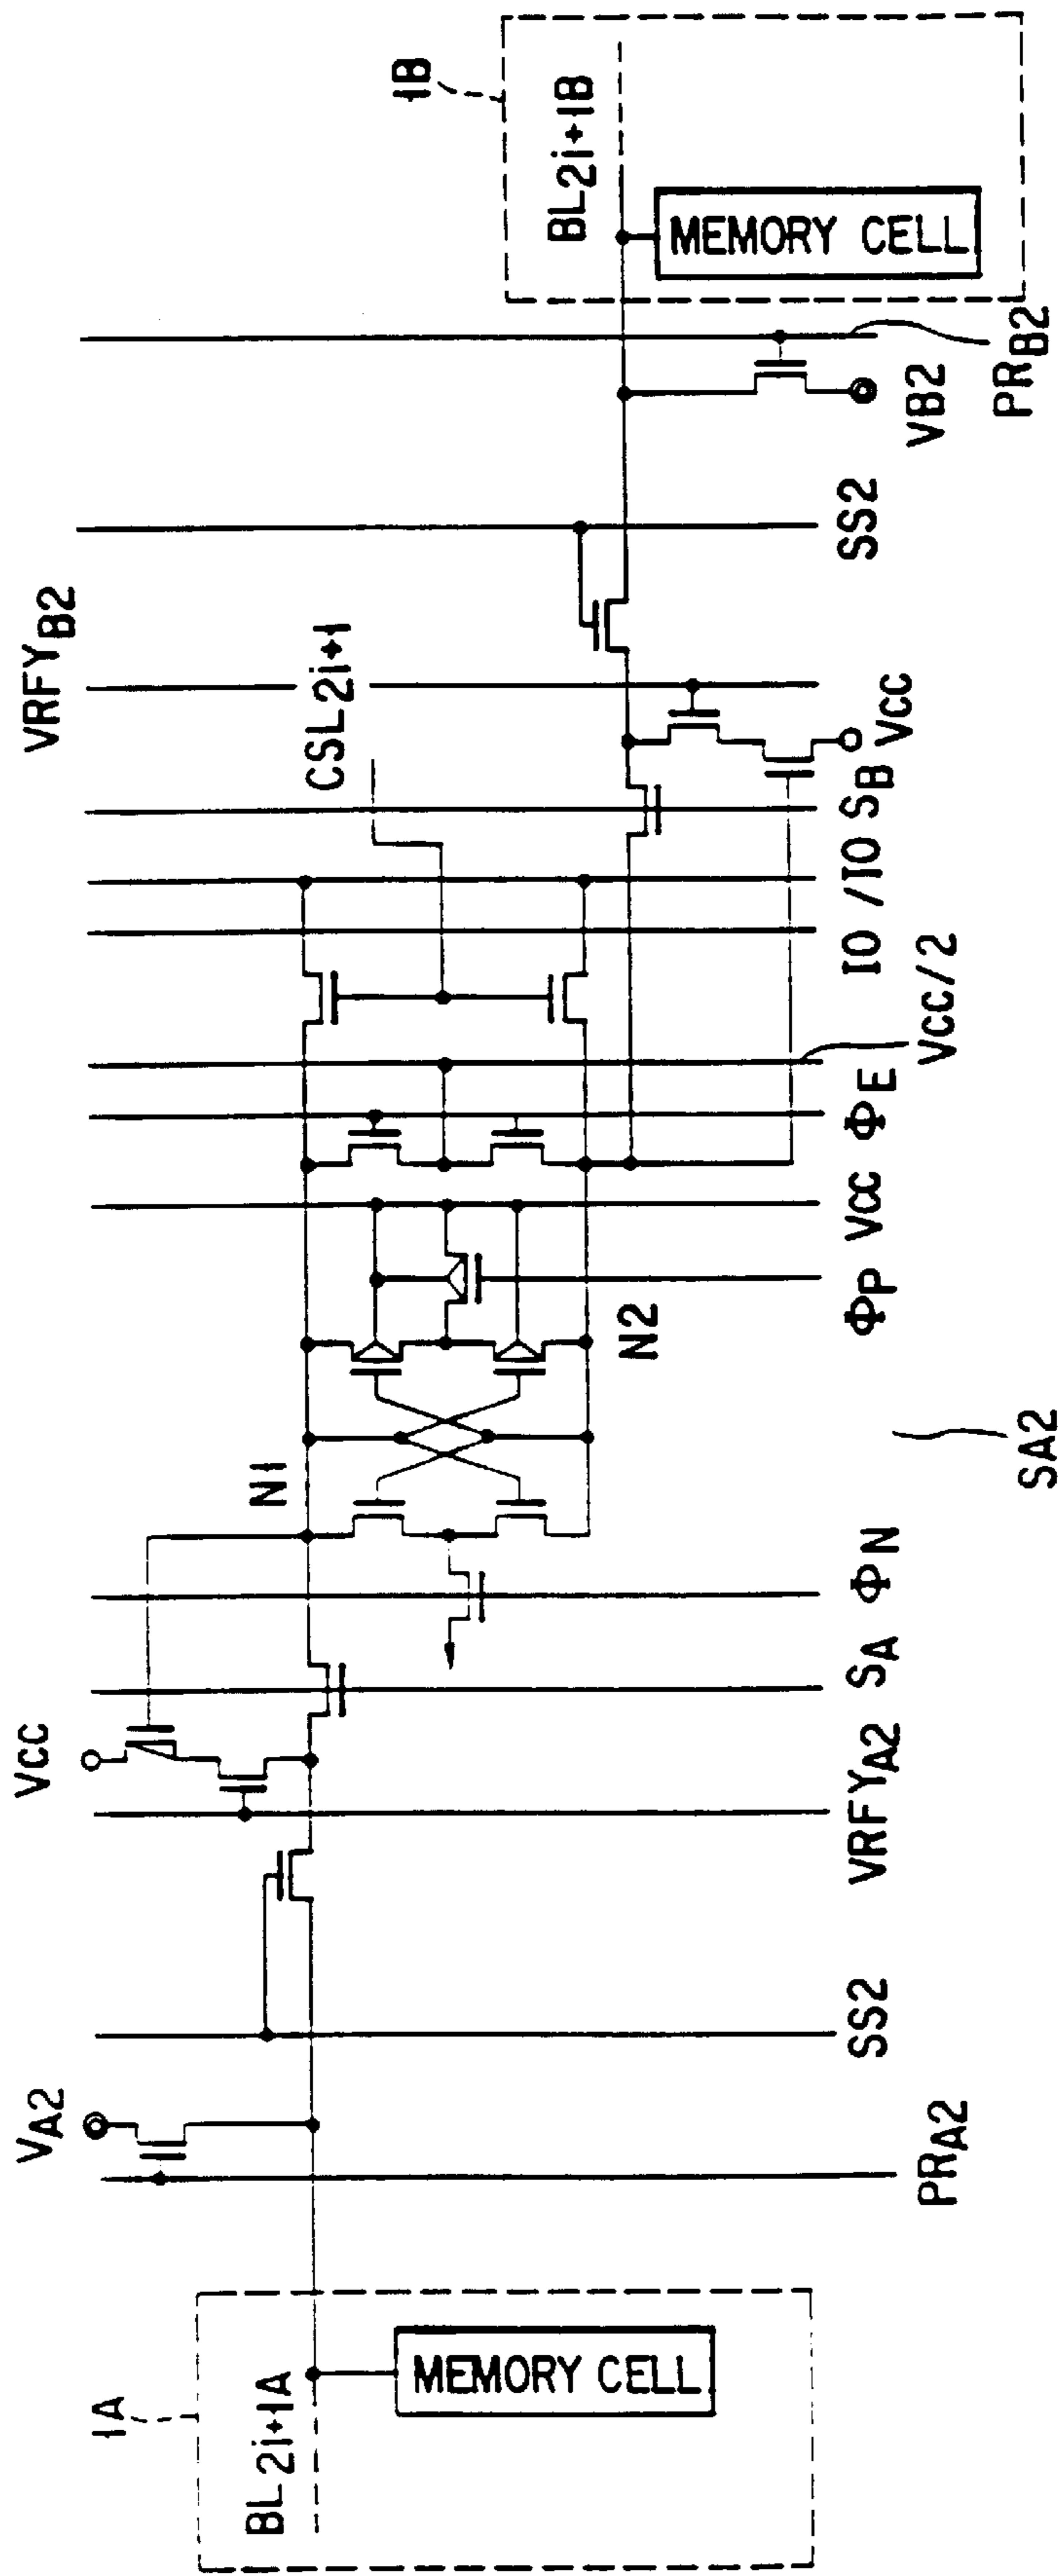 1A
BL2i+1A
MEMORY CELL
VA2
PRA2
SS2
VCC
VRFYA2
SA
ΦN
N1
SA2
N2
ΦP
VCC
ΦE
VCC/2
IO
/IO
SB
CSL2i+1
VRFYB2
VCC
SS2
VB2
PRB2
1B
BL2i+1B
MEMORY CELL